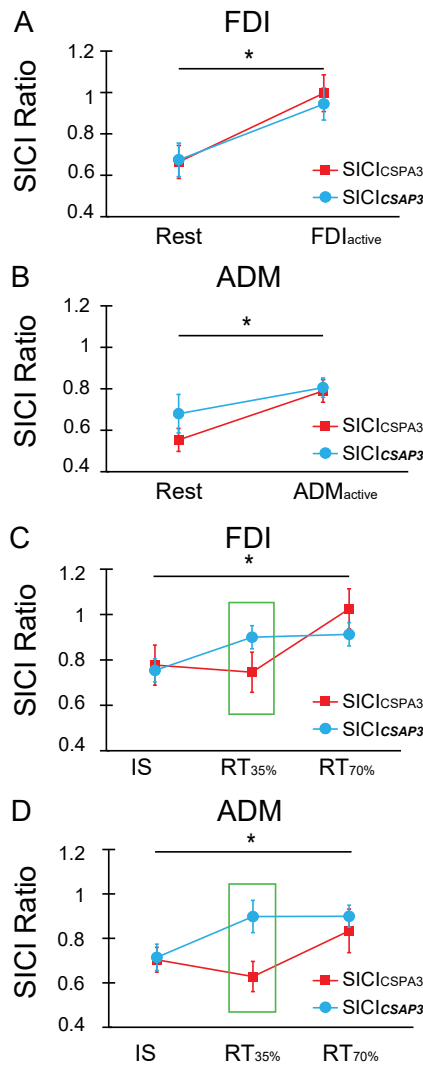 A FDI
*
1.2
1
0.8
0.6
0.4
SICI Ratio
SICICSPA3
SICICSAP3
Rest FDIactive
B ADM
*
1.2
1
0.8
0.6
0.4
SICI Ratio
SICICSPA3
SICICSAP3
Rest ADMactive
C FDI
*
1.2
1
0.8
0.6
0.4
SICI Ratio
SICICSPA3
SICICSAP3
IS RT35% RT70%
D ADM
*
1.2
1
0.8
0.6
0.4
SICI Ratio
SICICSPA3
SICICSAP3
IS RT35% RT70%